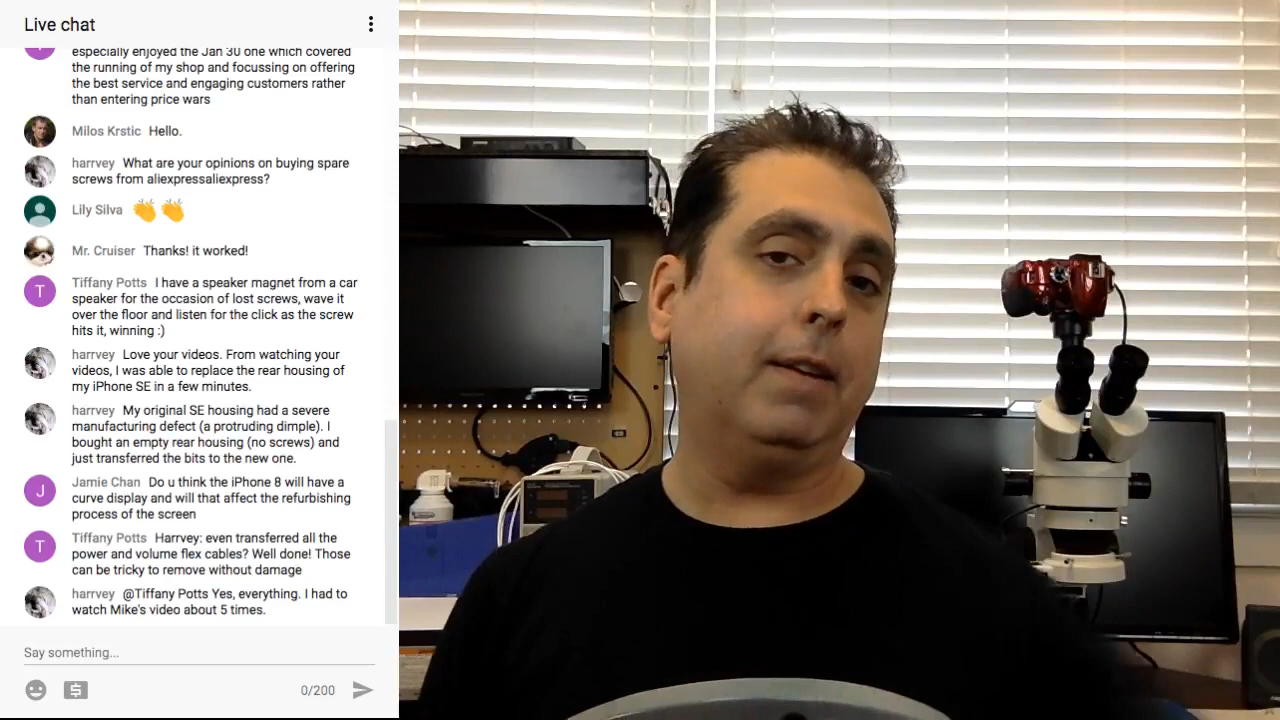 Live chat
especially enjoyed the Jan 30 one which covered
the running of my shop and focussing on offering
the best service and engaging customers rather
than entering price wars
Milos Krstic Hello.
harrvey What are your opinions on buying spare
screws from aliexpressaliexpress?
Lily Silva
Mr. Cruiser Thanks! it worked!
T Tiffany Potts I have a speaker magnet from a car
speaker for the occasion of lost screws, wave it
over the floor and listen for the click as the screw
hits it, winning :)
harrvey Love your videos. From watching your
videos, I was able to replace the rear housing of
my iPhone SE in a few minutes.
harrvey My original SE housing had a severe
manufacturing defect (a protruding dimple). I
bought an empty rear housing (no screws) and
just transferred the bits to the new one.
J Jamie Chan Do u think the iPhone 8 will have a
curve display and will that affect the refurbishing
process of the screen
T Tiffany Potts Harrvey: even transferred all the
power and volume flex cables? Well done! Those
can be tricky to remove without damage
harrvey @Tiffany Potts Yes, everything. I had to
watch Mike's video about 5 times.
Say something...
0/200